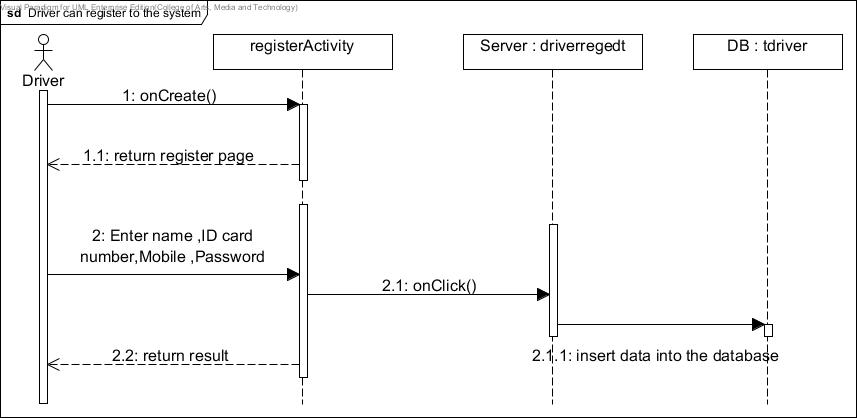 Visual Paradigm for UML Enterprise Edition(College of Arts, Media and Technology)
sd Driver can register to the system
registerActivity
Server : driverregedt
DB : tdriver
Driver
1: onCreate()
1.1: return register page
2: Enter name ,ID card
number,Mobile ,Password
2.1: onClick()
2.2: return result
2.1.1: insert data into the database